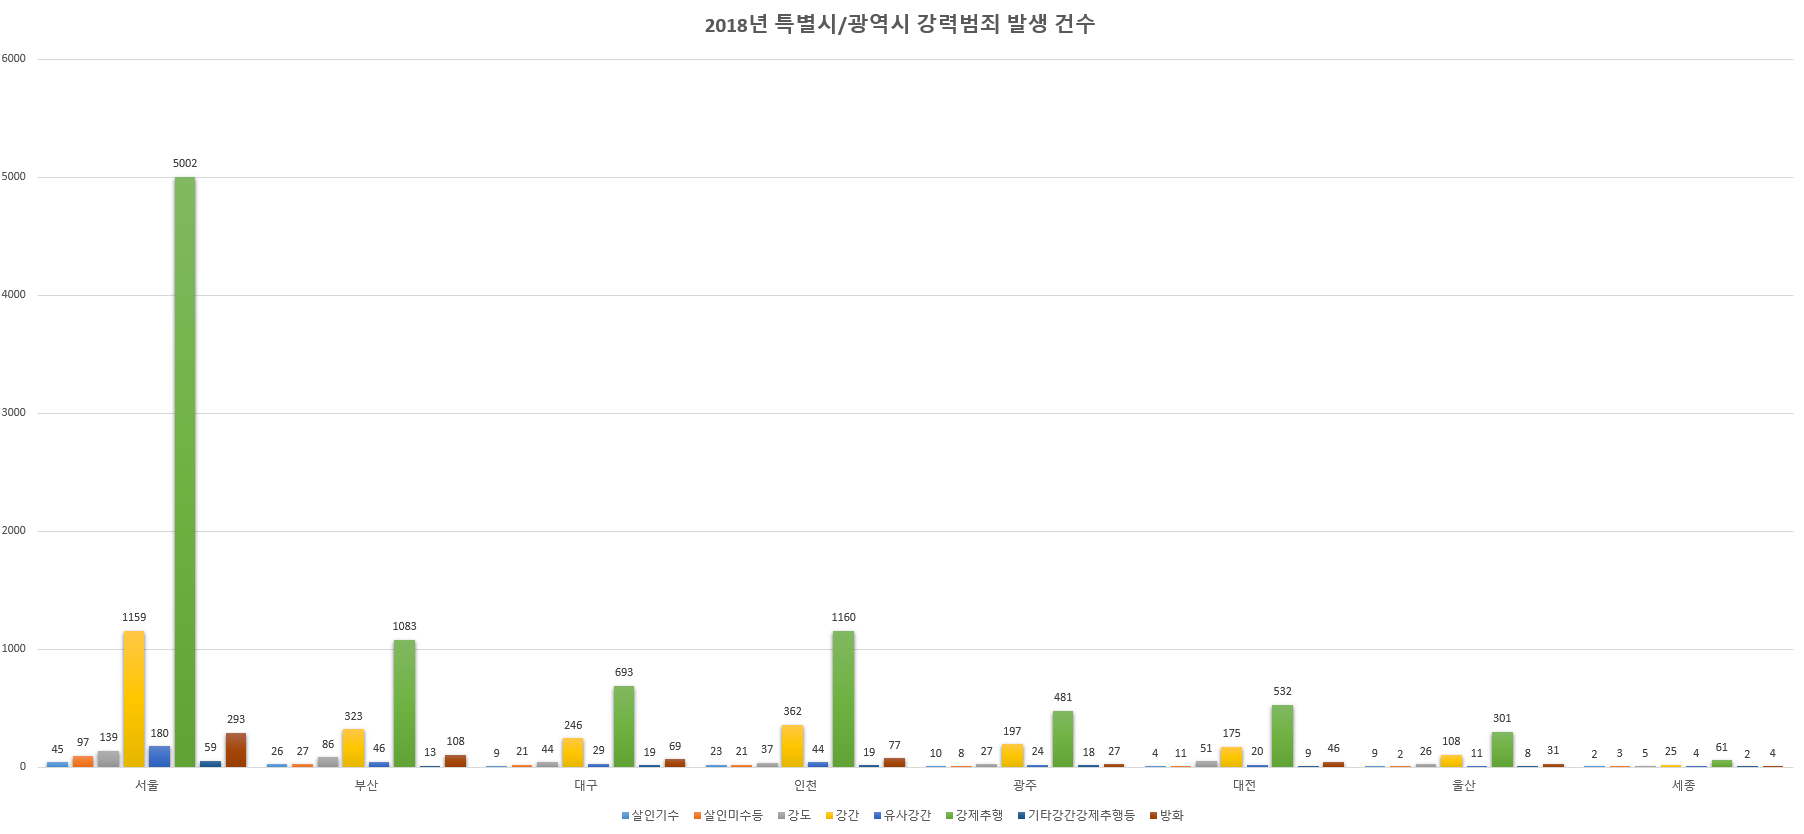 2018년 특별시/광역시 강력범죄 발생 건수
6000
5000
4000
3000
2000
1000
0
45 97 139 1159 180 5002 59 293
26 27 86 323 46 1083 13 108
9 21 44 246 29 693 19 69
23 21 37 362 44 1160 19 77
10 8 27 197 24 481 18 27
4 11 51 175 20 532 9 46
9 2 26 108 11 301 8 31
2 3 5 25 4 61 2 4
서울 부산 대구 인천 광주 대전 울산 세종
살인기수 살인미수등 강도 강간 유사강간 강제추행 기타강간강제추행등 방화